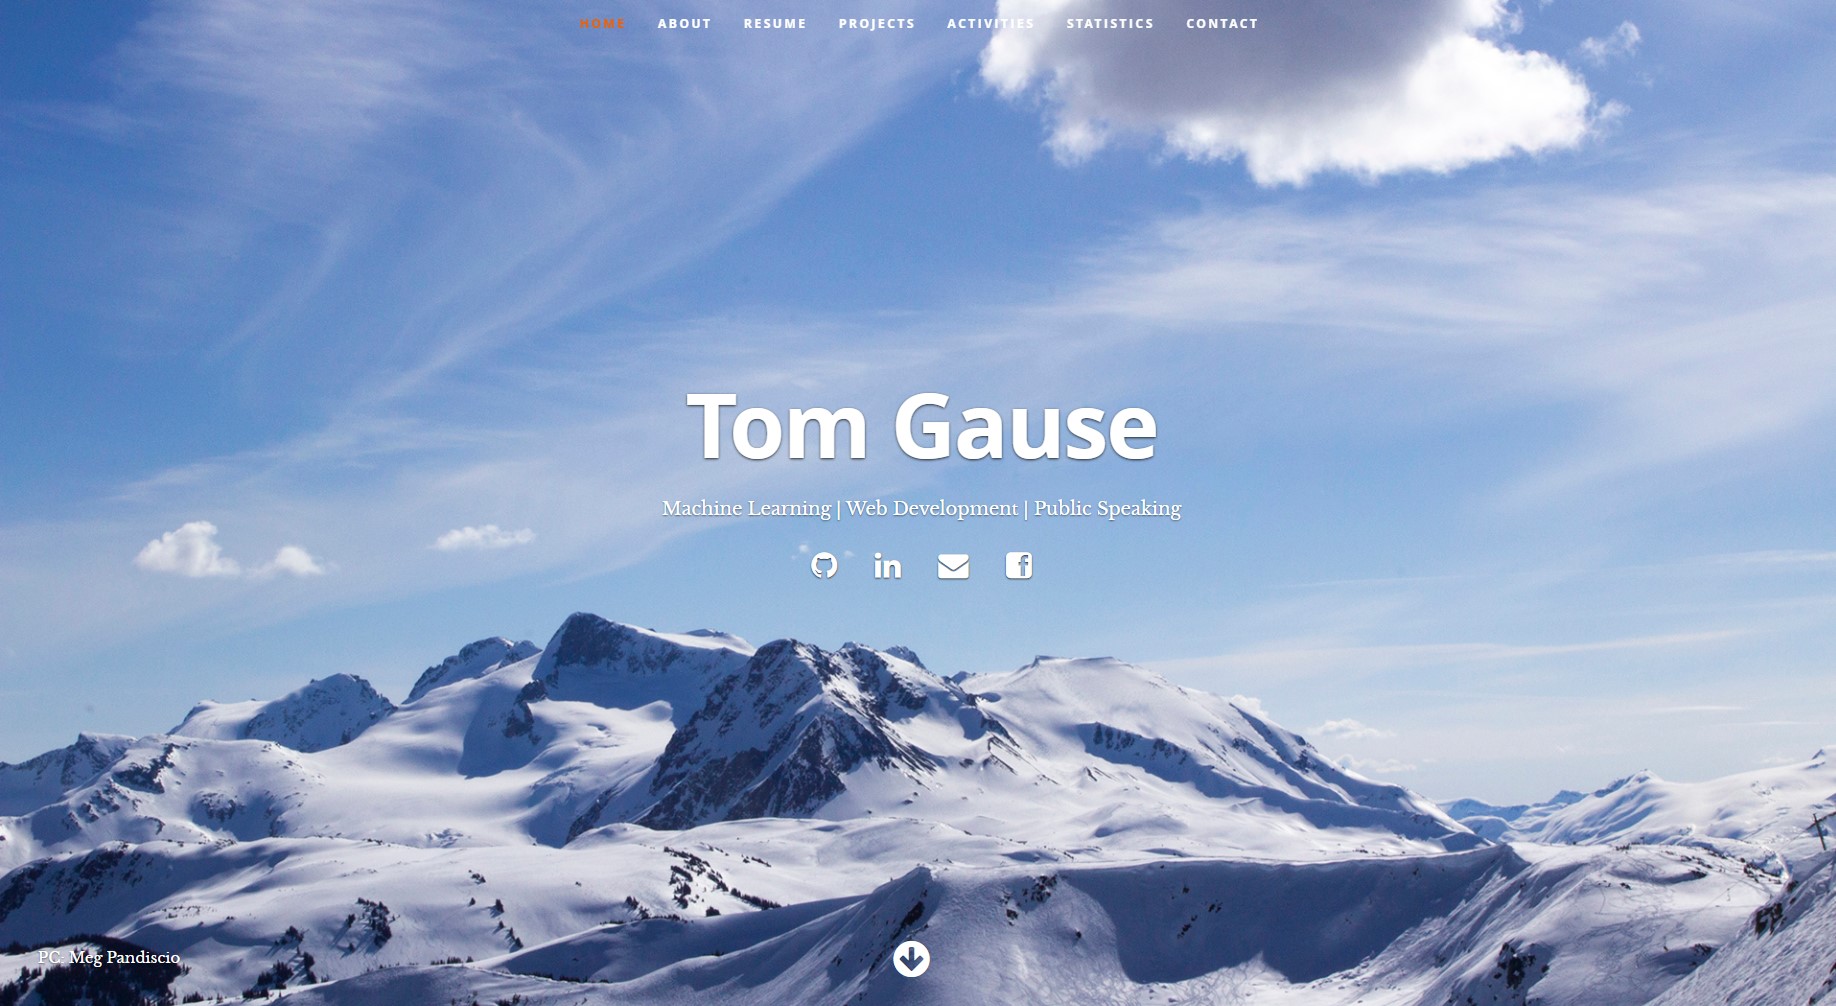 HOME ABOUT RESUME PROJECTS ACTIVITIES STATISTICS CONTACT
Tom Gause
Machine Learning | Web Development | Public Speaking
PC: Meg Pandiscio